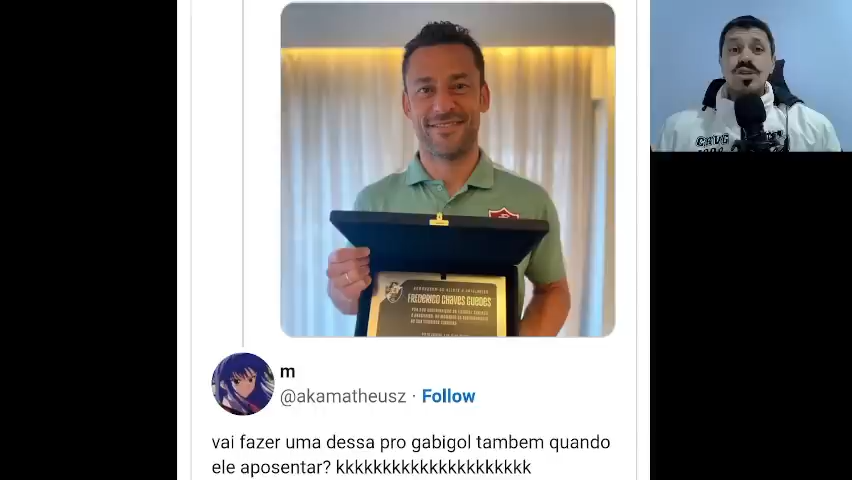 FREDERICO CHAVES GUEDES
m
@akamatheusz · Follow
vai fazer uma dessa pro gabigol tambem quando
ele aposentar? kkkkkkkkkkkkkkkkkkkkk